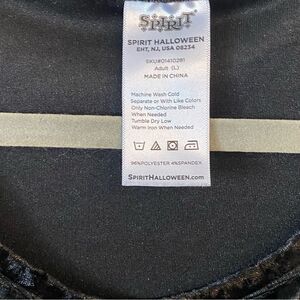 SPIRIT
SPIRIT HALLOWEEN
EHT, NJ, USA 08234
SKU#01410281
Adult (L)
MADE IN CHINA
Machine Wash Cold
Separate or With Like Colors
Only Non-Chlorine Bleach
When Needed
Tumble Dry Low
Warm Iron When Needed
96%POLYESTER 4%SPANDEX
SPIRITHALLOWEEN.com